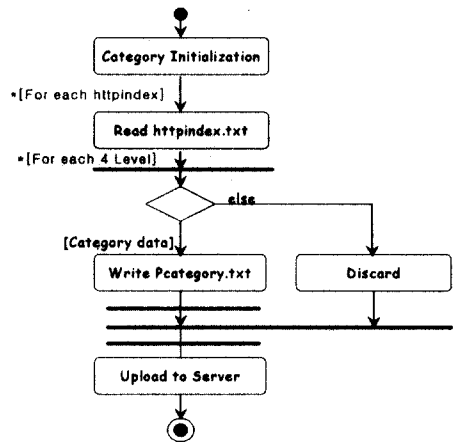 Category Initialization
*[For each httpindex]
Read httpindex.txt
*[For each 4 Level]
else
[Category data]
Write Pcategory.txt
Discard
Upload to Server